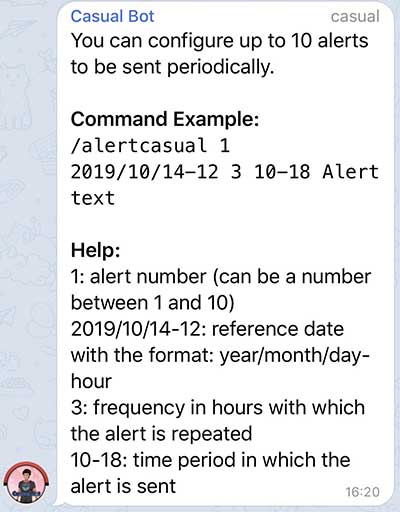 Casual Bot casual
You can configure up to 10 alerts
to be sent periodically.
Command Example:
/alertcasual 1
2019/10/14-12 3 10-18 Alert
text
Help:
1: alert number (can be a number
between 1 and 10)
2019/10/14-12: reference date
with the format: year/month/day-
hour
3: frequency in hours with which
the alert is repeated
10-18: time period in which the
alert is sent
16:20